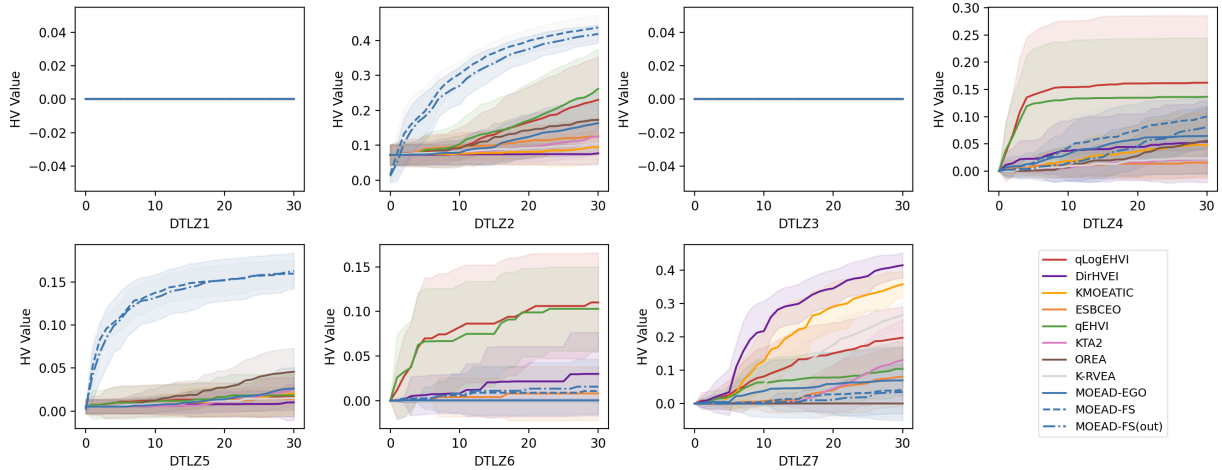 HV Value
0.04
0.02
0.00
−0.02
−0.04
0 10 20 30
DTLZ1
HV Value
0.4
0.3
0.2
0.1
0.0
0 10 20 30
DTLZ2
HV Value
0.04
0.02
0.00
−0.02
−0.04
0 10 20 30
DTLZ3
HV Value
0.30
0.25
0.20
0.15
0.10
0.05
0.00
0 10 20 30
DTLZ4
HV Value
0.15
0.10
0.05
0.00
0 10 20 30
DTLZ5
HV Value
0.15
0.10
0.05
0.00
0 10 20 30
DTLZ6
HV Value
0.4
0.3
0.2
0.1
0.0
0 10 20 30
DTLZ7
qLogEHVI
DirHVEI
KMOEATIC
ESBCEO
qEHVI
KTA2
OREA
K-RVEA
MOEAD-EGO
MOEAD-FS
MOEAD-FS(out)